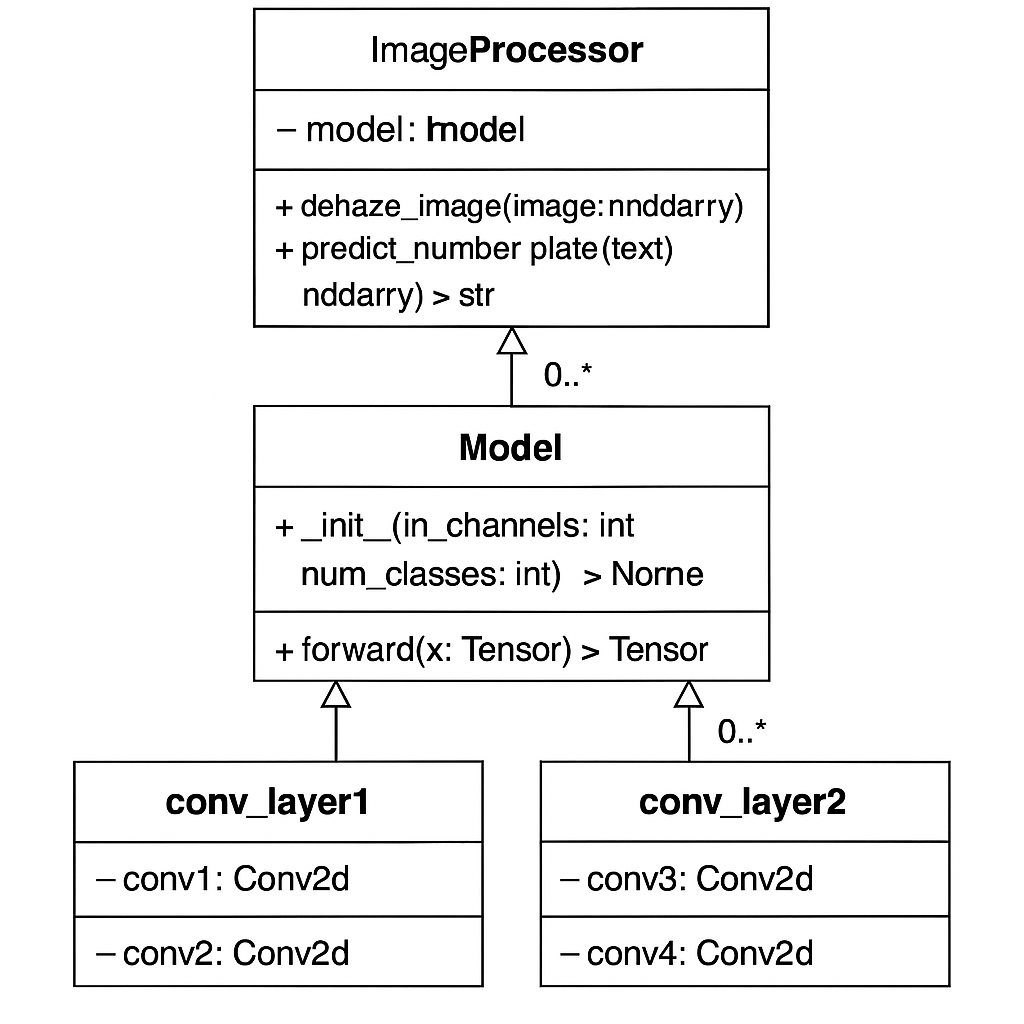 ImageProcessor
– model: lmodel
+ dehaze_image(image:nnddarry)
+ predict_number plate(text)
nddarry) > str
0..*
Model
+ _init_(in_channels: int
num_classes: int) > Norne
+ forward(x: Tensor) > Tensor
0..*
conv_layer1
– conv1: Conv2d
– conv2: Conv2d
conv_layer2
– conv3: Conv2d
– conv4: Conv2d